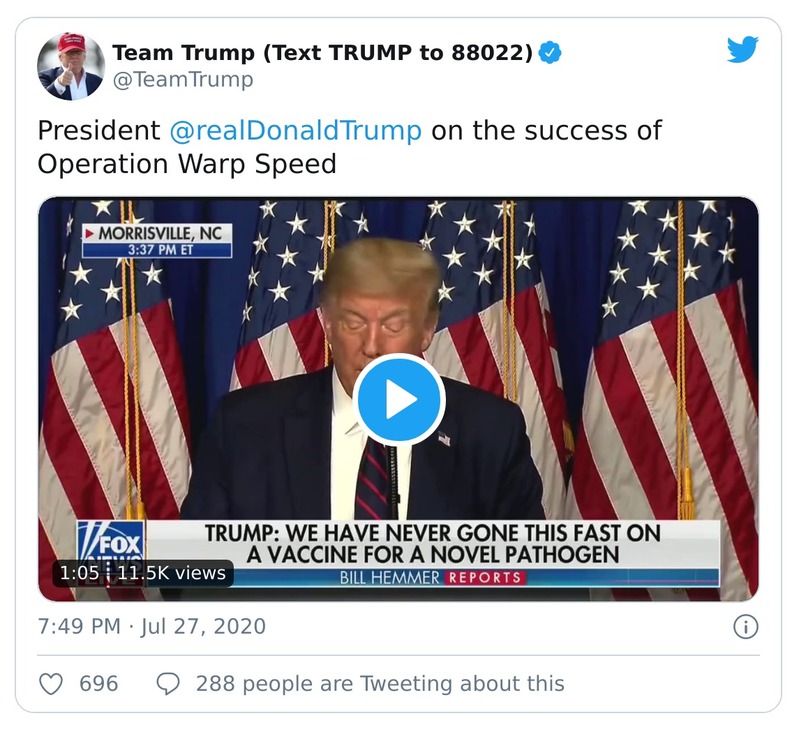 Team Trump (Text TRUMP to 88022)
@TeamTrump
President @realDonaldTrump on the success of
Operation Warp Speed
MORRISVILLE, NC
3:37 PM ET
TRUMP: WE HAVE NEVER GONE THIS FAST ON
A VACCINE FOR A NOVEL PATHOGEN
FOX
NEWS
BILL HEMMER REPORTS
1:05 11.5K views
7:49 PM · Jul 27, 2020
696 288 people are Tweeting about this